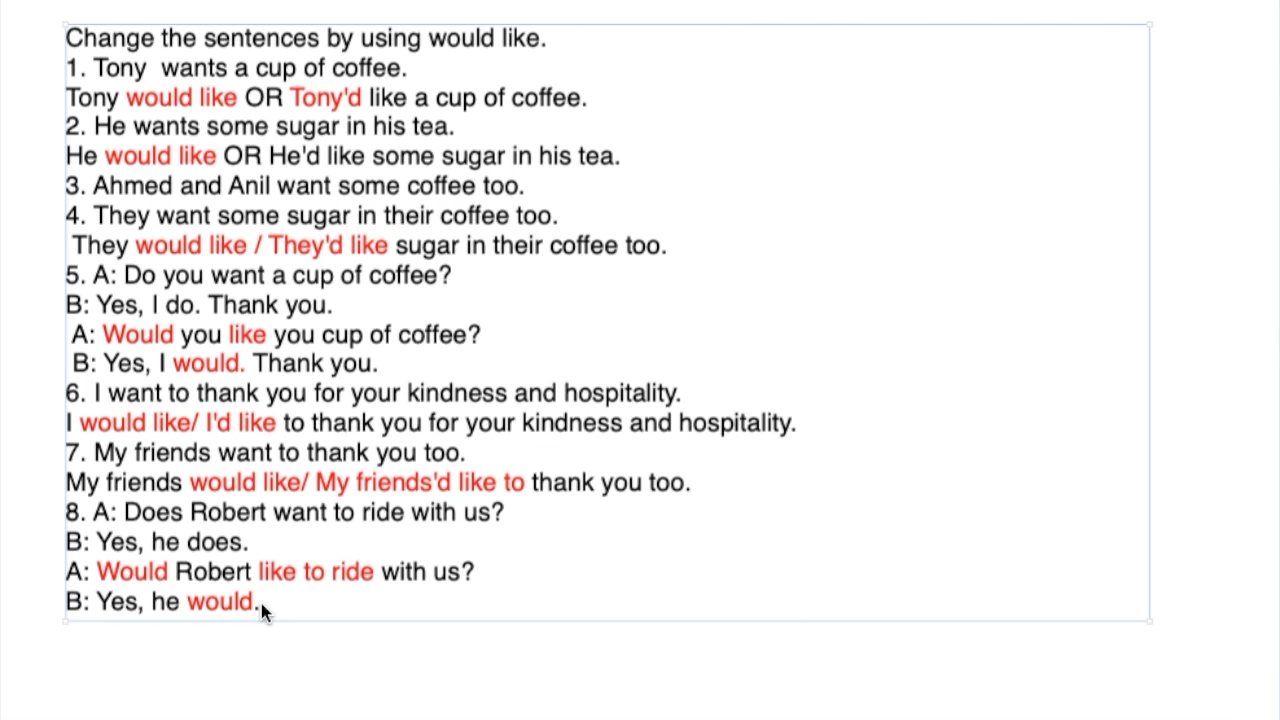 Change the sentences by using would like.
1. Tony  wants a cup of coffee.
Tony would like OR Tony'd like a cup of coffee.
2. He wants some sugar in his tea.
He would like OR He'd like some sugar in his tea.
3. Ahmed and Anil want some coffee too.
4. They want some sugar in their coffee too.
They would like / They'd like sugar in their coffee too.
5. A: Do you want a cup of coffee?
B: Yes, I do. Thank you.
A: Would you like you cup of coffee?
B: Yes, I would. Thank you.
6. I want to thank you for your kindness and hospitality.
I would like/ I'd like to thank you for your kindness and hospitality.
7. My friends want to thank you too.
My friends would like/ My friends'd like to thank you too.
8. A: Does Robert want to ride with us?
B: Yes, he does.
A: Would Robert like to ride with us?
B: Yes, he would.